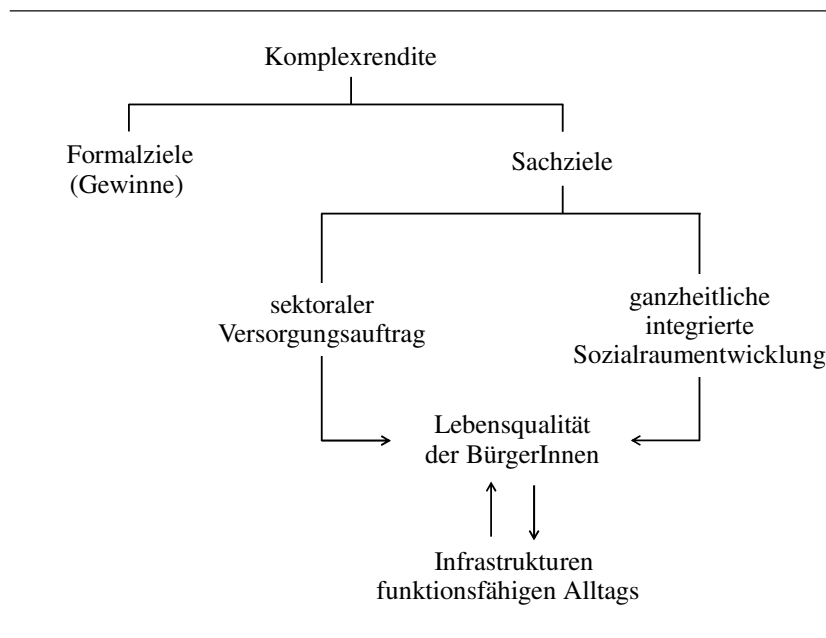 Komplexrendite
Formalziele
(Gewinne)
Sachziele
sektoraler
Versorgungsauftrag
ganzheitliche
integrierte
Sozialraumentwicklung
Lebensqualität
der BürgerInnen
Infrastrukturen
funktionsfähigen Alltags